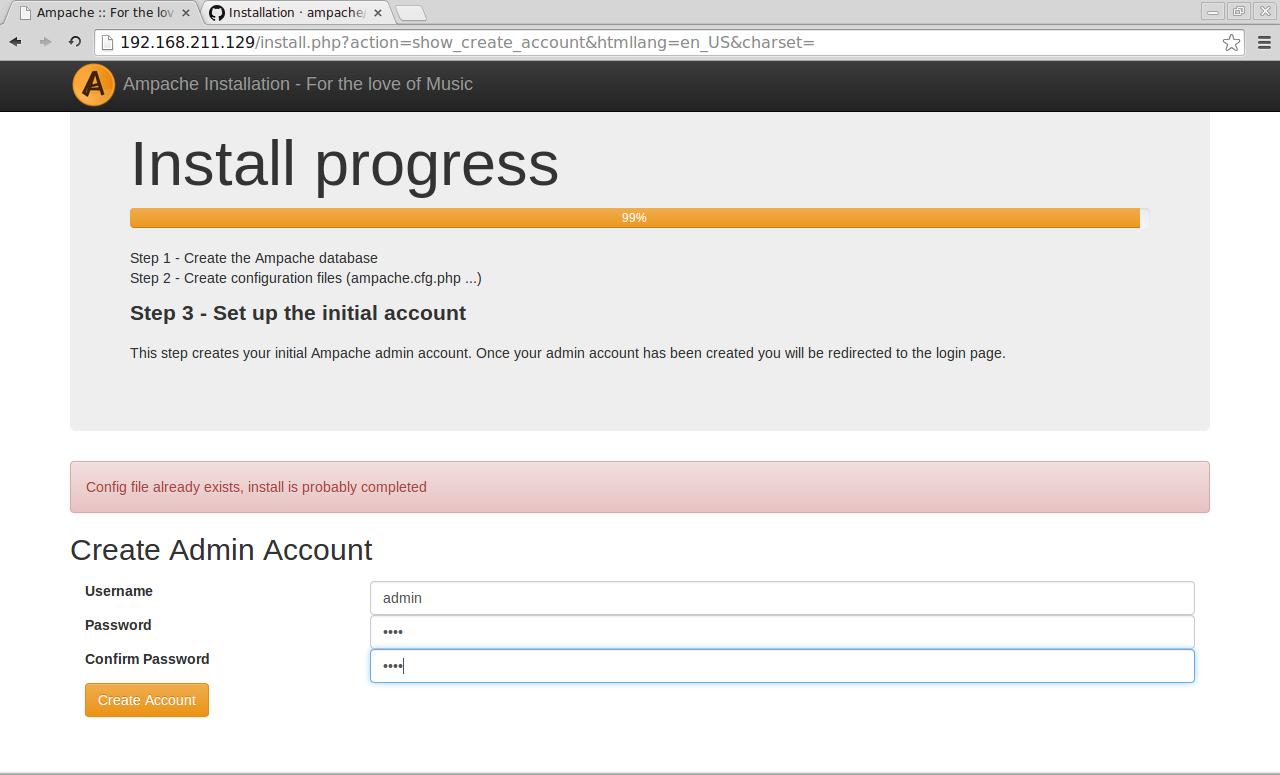 Ampache :: For the lov
Installation · ampache/
192.168.211.129/install.php?action=show_create_account&htmllang=en_US&charset=
Ampache Installation - For the love of Music
Install progress
99%
Step 1 - Create the Ampache database
Step 2 - Create configuration files (ampache.cfg.php ...)
Step 3 - Set up the initial account
This step creates your initial Ampache admin account. Once your admin account has been created you will be redirected to the login page.
Config file already exists, install is probably completed
Create Admin Account
Username
admin
Password
••••
Confirm Password
••••
Create Account